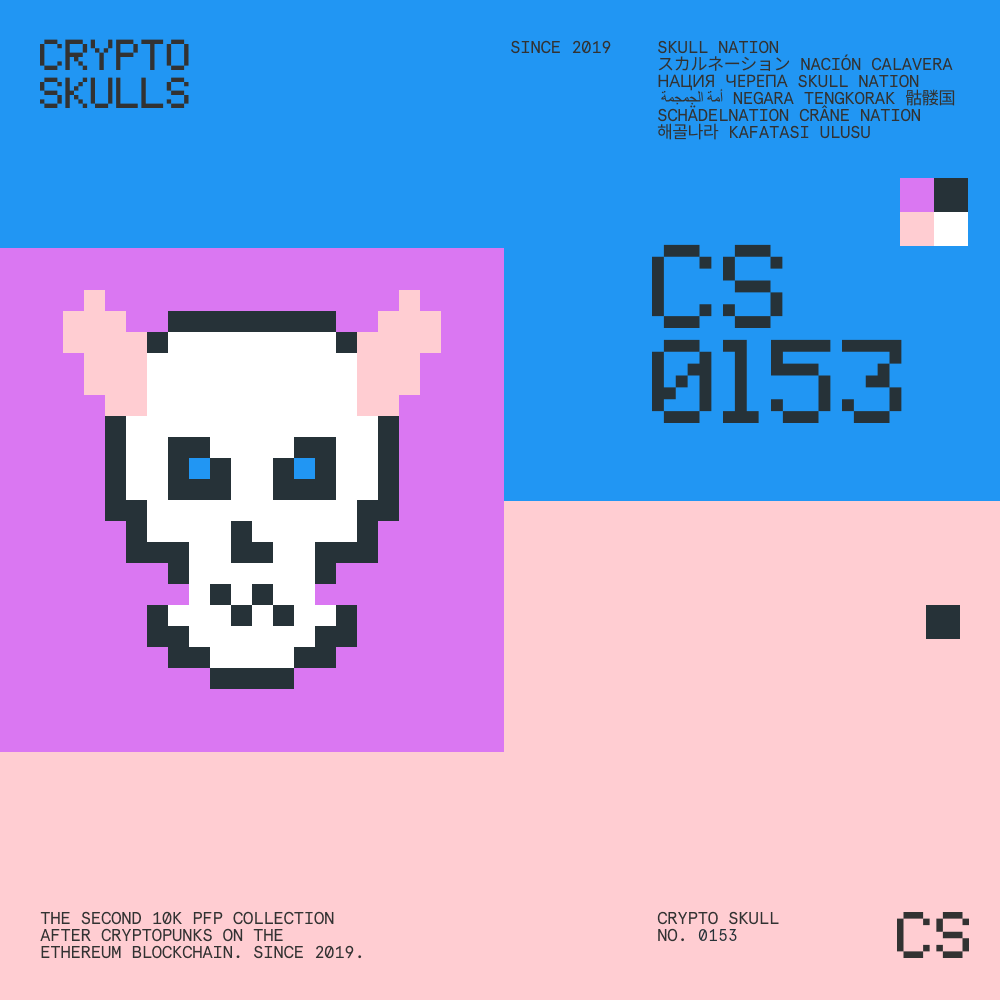 CRYPTO
SKULLS
SINCE 2019
SKULL NATION
スカルネーション NACIÓN CALAVERA
НАЦИЯ ЧЕРЕПА SKULL NATION
أمة الجمجمة NEGARA TENGKORAK 骷髅国
SCHÄDELNATION CRÂNE NATION
해골나라 KAFATASI ULUSU
CS
0153
THE SECOND 10K PFP COLLECTION
AFTER CRYPTOPUNKS ON THE
ETHEREUM BLOCKCHAIN. SINCE 2019.
CRYPTO SKULL
NO. 0153
CS